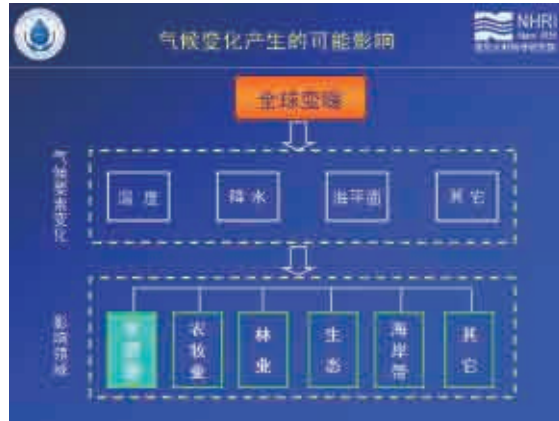 气候变化产生的可能影响
NHRI
全球变暖
气候要素变化
温度
降水
海平面
其它
影响领域
农牧业
林业
生态
海岸带
其它